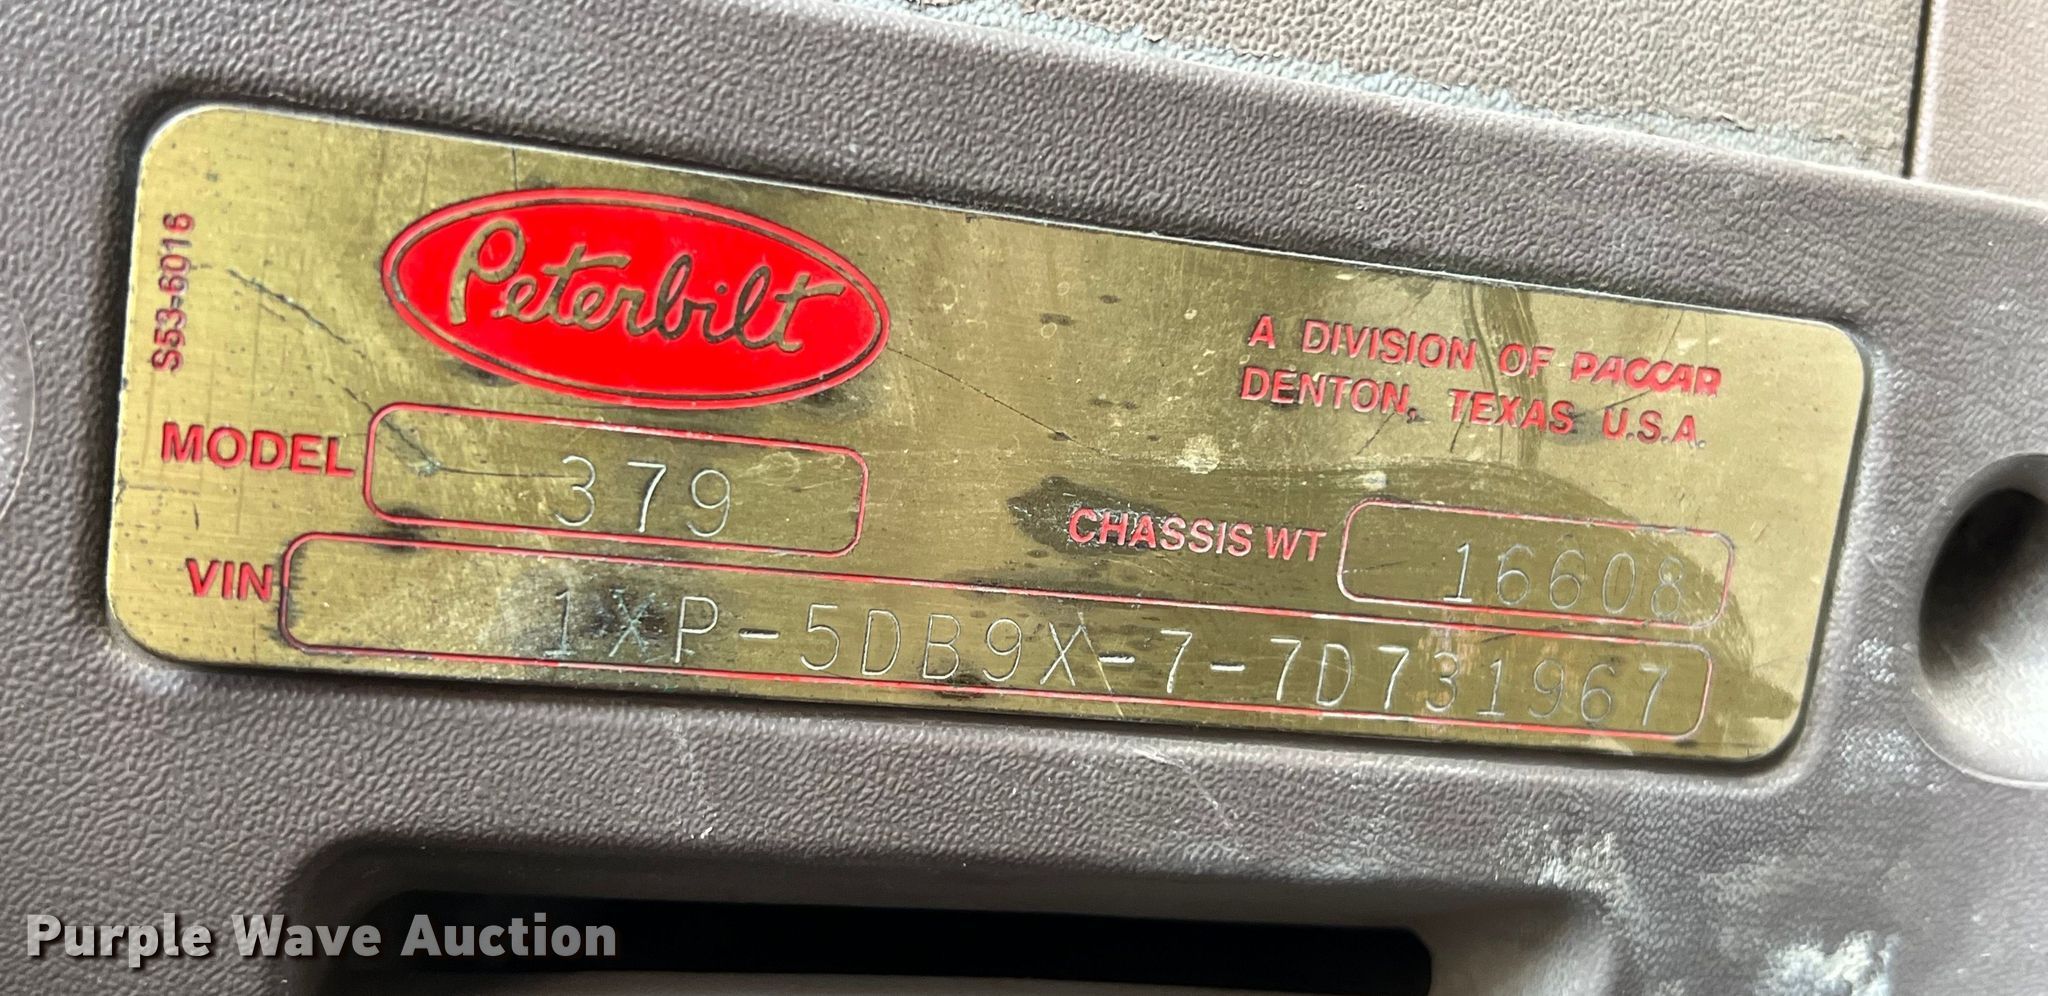 S53-6016
Peterbilt
A DIVISION OF PACCAR
DENTON, TEXAS U.S.A.
MODEL 379
CHASSIS WT 16608
VIN 1XP-5DB9X-7-7D731967
Purple Wave Auction